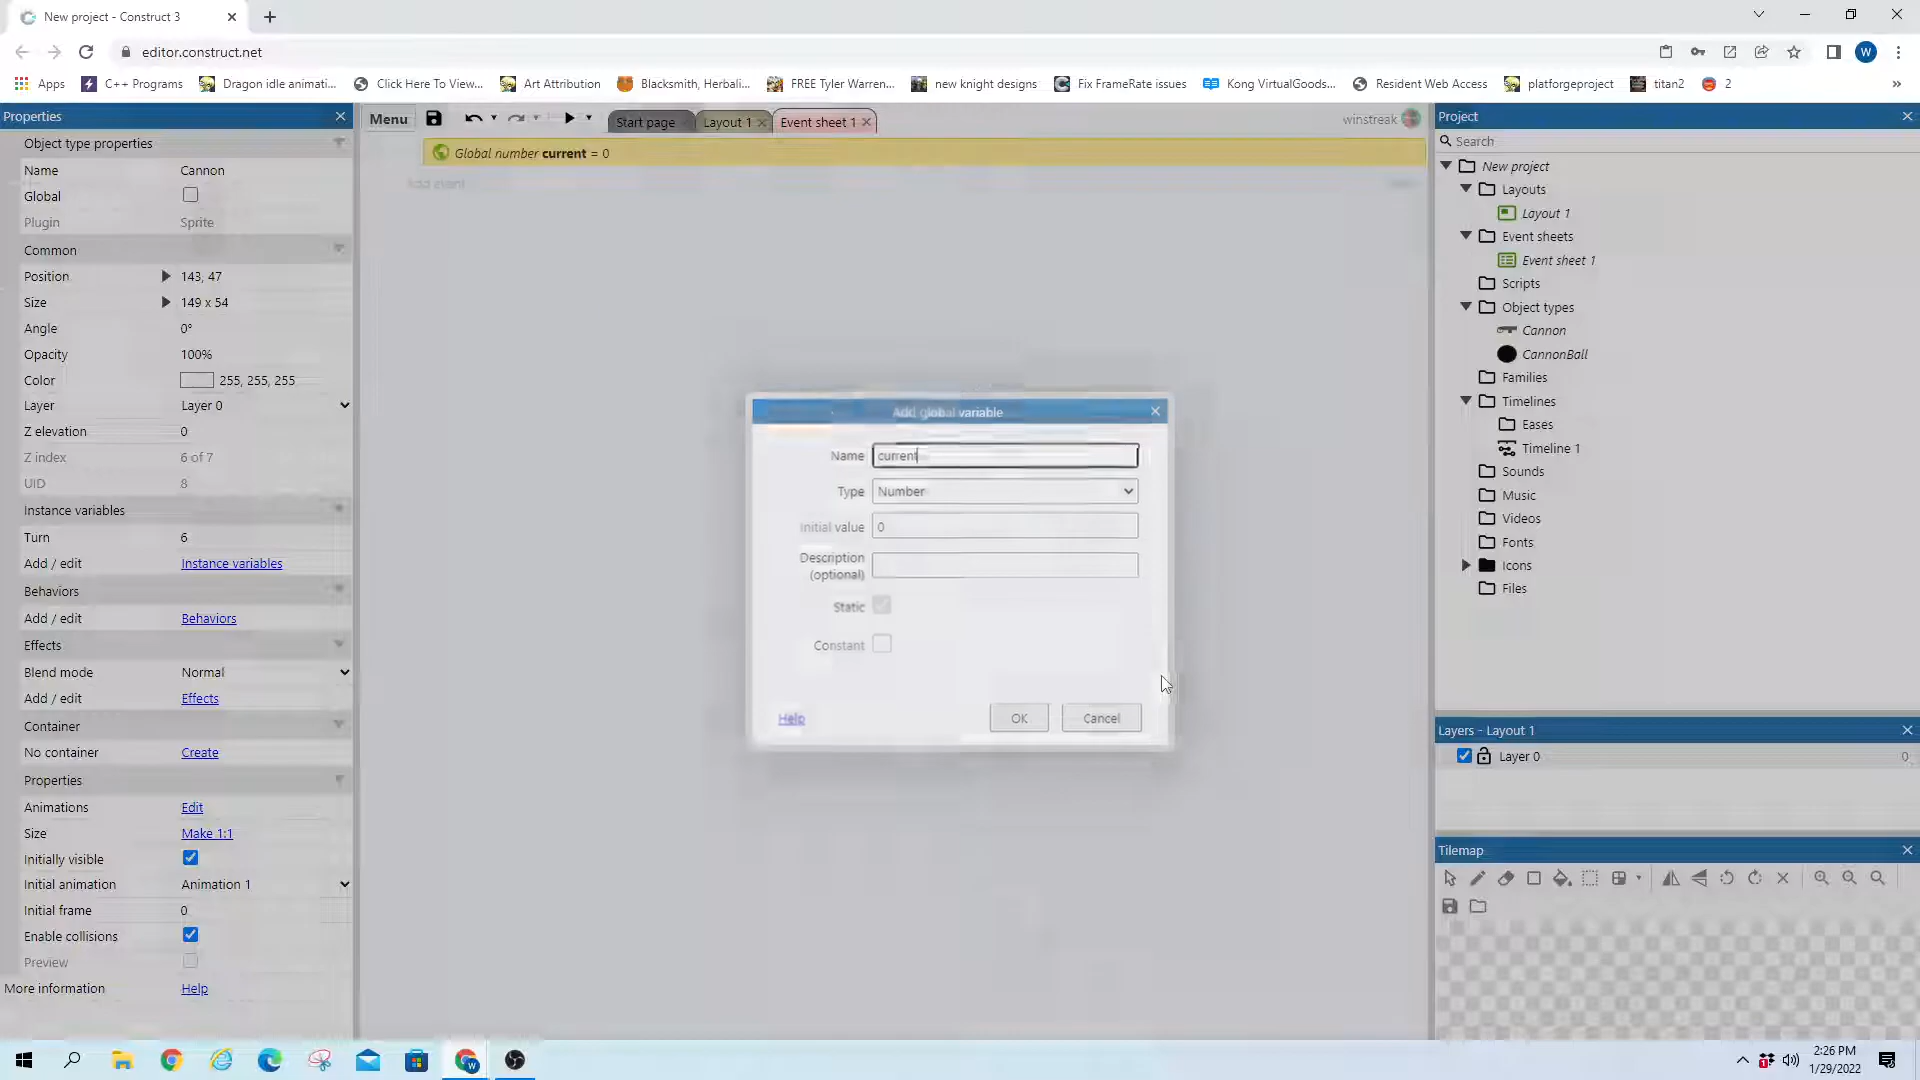 New project - Construct 3
editor.construct.net
W
Apps
C++ Programs
Dragon idle animati...
Click Here To View...
Art Attribution
Blacksmith, Herbali...
FREE Tyler Warren...
new knight designs
Fix FrameRate issues
Kong VirtualGoods...
Resident Web Access
platforgeproject
titan2
2
»
Properties
Menu
Start page
Layout 1
Event sheet 1
winstreak
Project
Object type properties
Name Cannon
Global
Plugin Sprite
Common
Position 143, 47
Size 149 x 54
Angle 0°
Opacity 100%
Color 255, 255, 255
Layer Layer 0
Z elevation 0
Z index 6 of 7
UID 8
Instance variables
Turn 6
Add / edit Instance variables
Behaviors
Add / edit Behaviors
Effects
Blend mode Normal
Add / edit Effects
Container
No container Create
Properties
Animations Edit
Size Make 1:1
Initially visible
Initial animation Animation 1
Initial frame 0
Enable collisions
Preview
More information Help
Global number current = 0
Add event
Add global variable
Name current
Type Number
Initial value 0
Description
(optional)
Static
Constant
Help
OK
Cancel
Search
New project
Layouts
Layout 1
Event sheets
Event sheet 1
Scripts
Object types
Cannon
CannonBall
Families
Timelines
Eases
Timeline 1
Sounds
Music
Videos
Fonts
Icons
Files
Layers - Layout 1
Layer 0 0
Tilemap
2:26 PM
1/29/2022